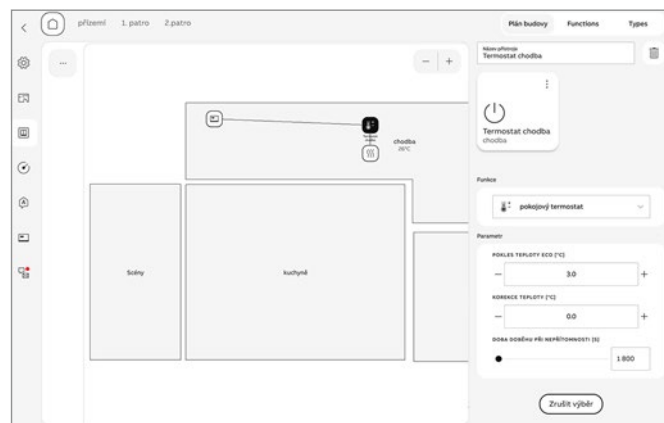 přízemí 1. patro 2.patro
Plán budovy Functions Types
Název přístroje
Termostat chodba
Termostat chodba
chodba
chodba
26°C
Funkce
pokojový termostat
Parametr
POKLES TEPLOTY ECO [°C]
3.0
KOREKCE TEPLOTY [°C]
0.0
DOBA DOBĚHU PŘI NEPŘÍTOMNOSTI [S]
1 800
Scény
kuchyně
Zrušit výběr